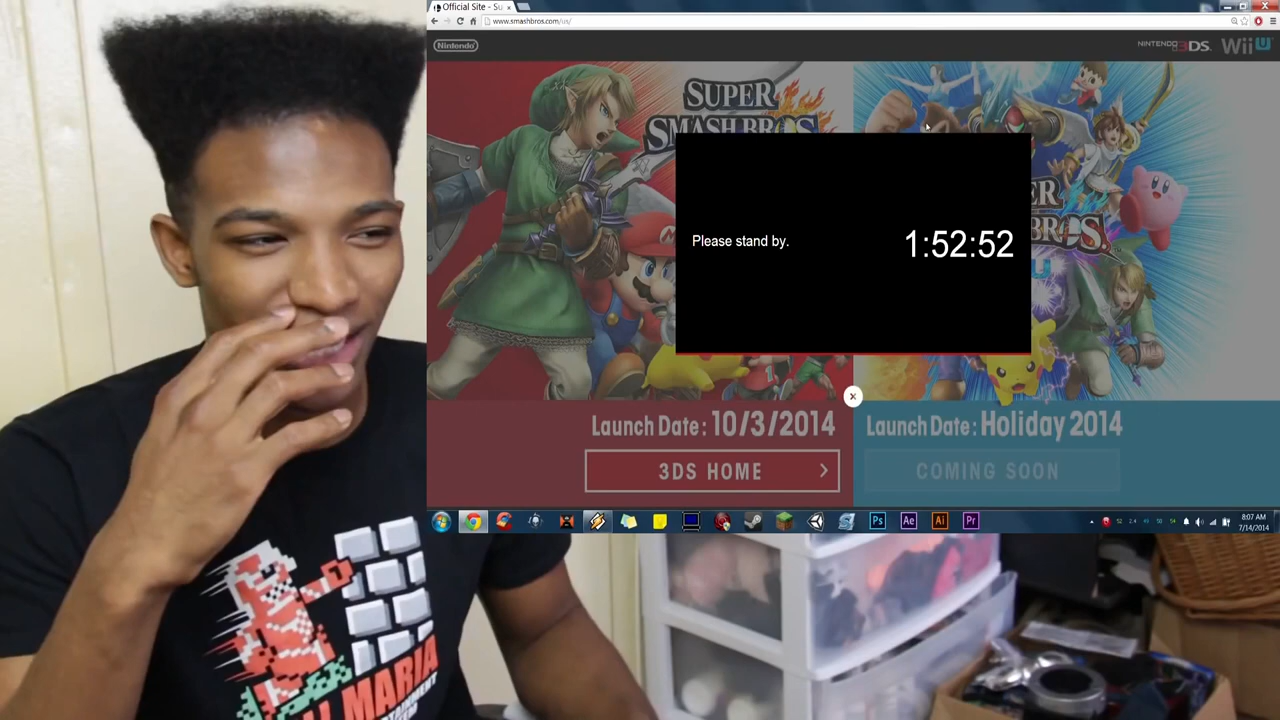 Official Site - Su
www.smashbros.com/us/
Nintendo
NINTENDO 3DS. Wii U
SUPER
SMASH BROS
Please stand by.
1:52:52
ER
BROS.
U
Launch Date : 10/3/2014
Launch Date : Holiday 2014
3DS HOME
COMING SOON
Ps Ae Ai Pr
8:07 AM
7/14/2014
LL MARIA